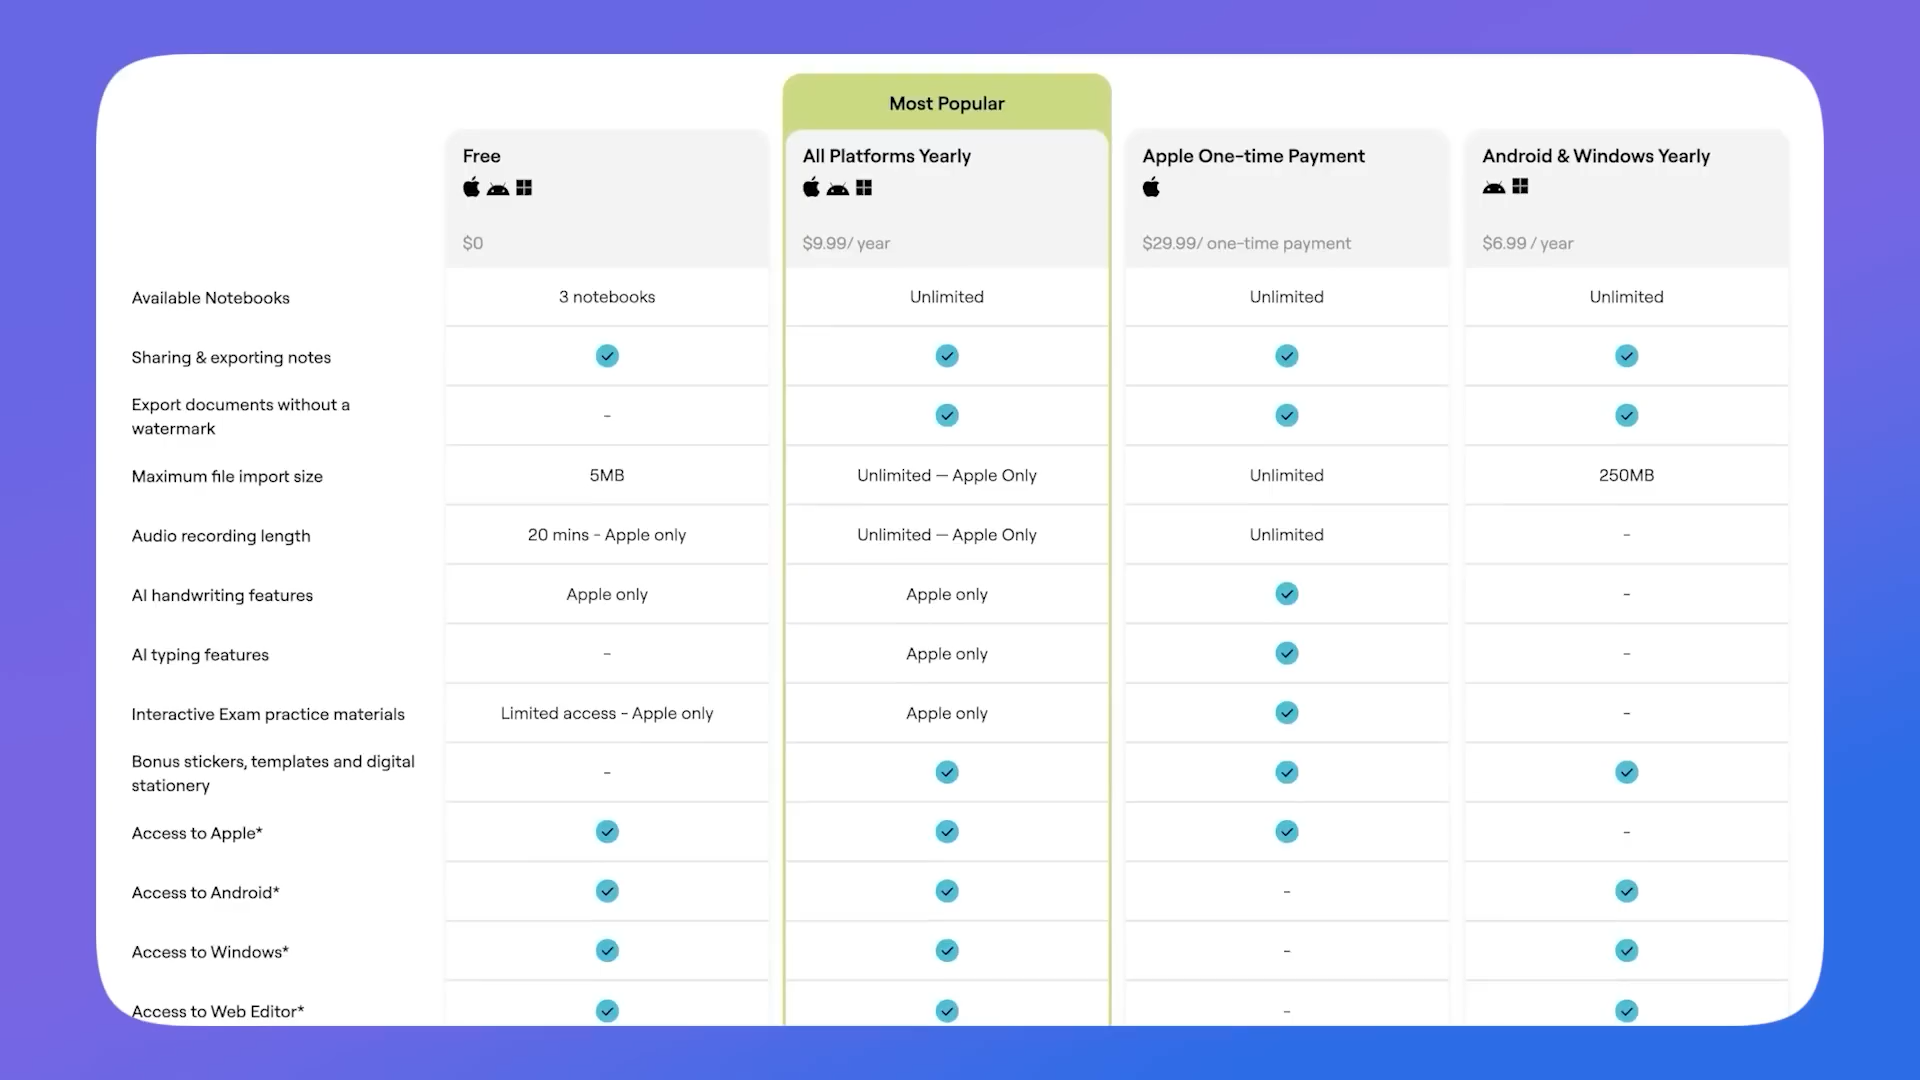 Most Popular
Free
All Platforms Yearly
Apple One-time Payment
Android & Windows Yearly
$0
$9.99/ year
$29.99/ one-time payment
$6.99 / year
Available Notebooks
3 notebooks
Unlimited
Unlimited
Unlimited
Sharing & exporting notes
Export documents without a
watermark
-
Maximum file import size
5MB
Unlimited — Apple Only
Unlimited
250MB
Audio recording length
20 mins - Apple only
Unlimited — Apple Only
Unlimited
-
AI handwriting features
Apple only
Apple only
-
AI typing features
-
Apple only
-
Interactive Exam practice materials
Limited access - Apple only
Apple only
-
Bonus stickers, templates and digital
stationery
-
Access to Apple*
-
Access to Android*
-
Access to Windows*
-
Access to Web Editor*
-